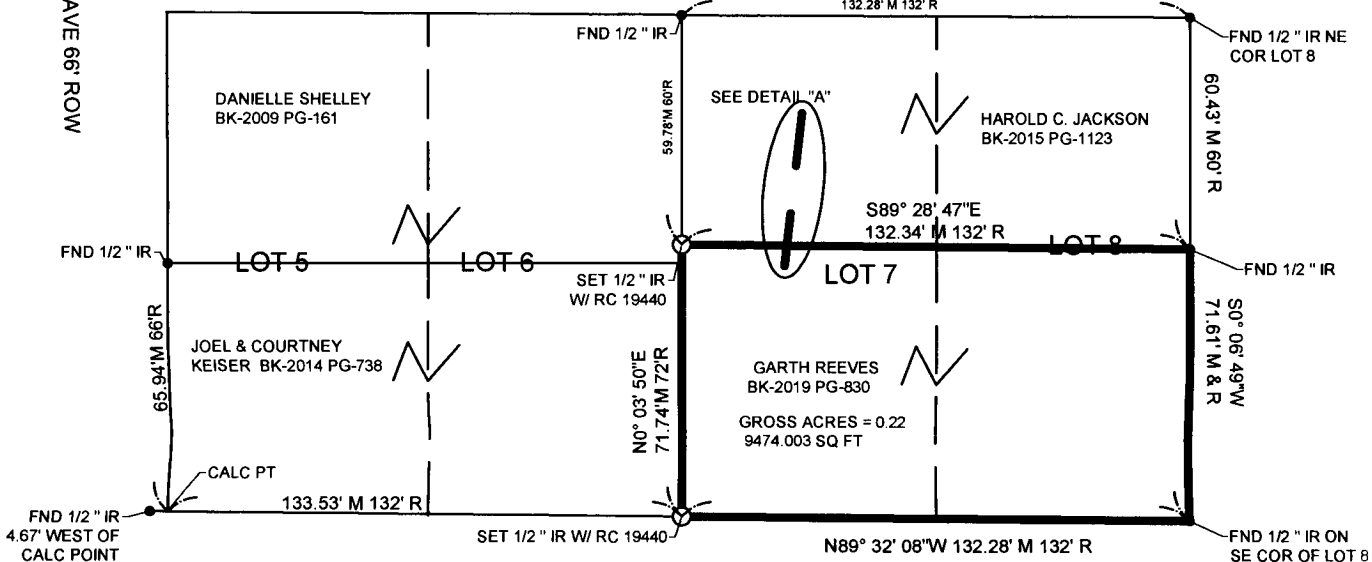 AVE 66' ROW
132.28' M 132' R
FND 1/2 " IR
FND 1/2 " IR NE
COR LOT 8
DANIELLE SHELLEY
BK-2009 PG-161
59.78'M 60'R
SEE DETAIL "A"
HAROLD C. JACKSON
BK-2015 PG-1123
60.43' M 60' R
S89° 28' 47"E
132.34' M 132' R
FND 1/2 " IR
LOT 5
LOT 6
LOT 7
LOT 8
SET 1/2 " IR
W/ RC 19440
FND 1/2 " IR
65.94'M 66'R
JOEL & COURTNEY
KEISER BK-2014 PG-738
N0° 03' 50"E
71.74'M 72'R
GARTH REEVES
BK-2019 PG-830
GROSS ACRES = 0.22
9474.003 SQ FT
S0° 06' 49"W
71.61' M & R
CALC PT
133.53' M 132' R
FND 1/2 " IR
4.67' WEST OF
CALC POINT
SET 1/2 " IR W/ RC 19440
N89° 32' 08"W 132.28' M 132' R
FND 1/2 " IR ON
SE COR OF LOT 8